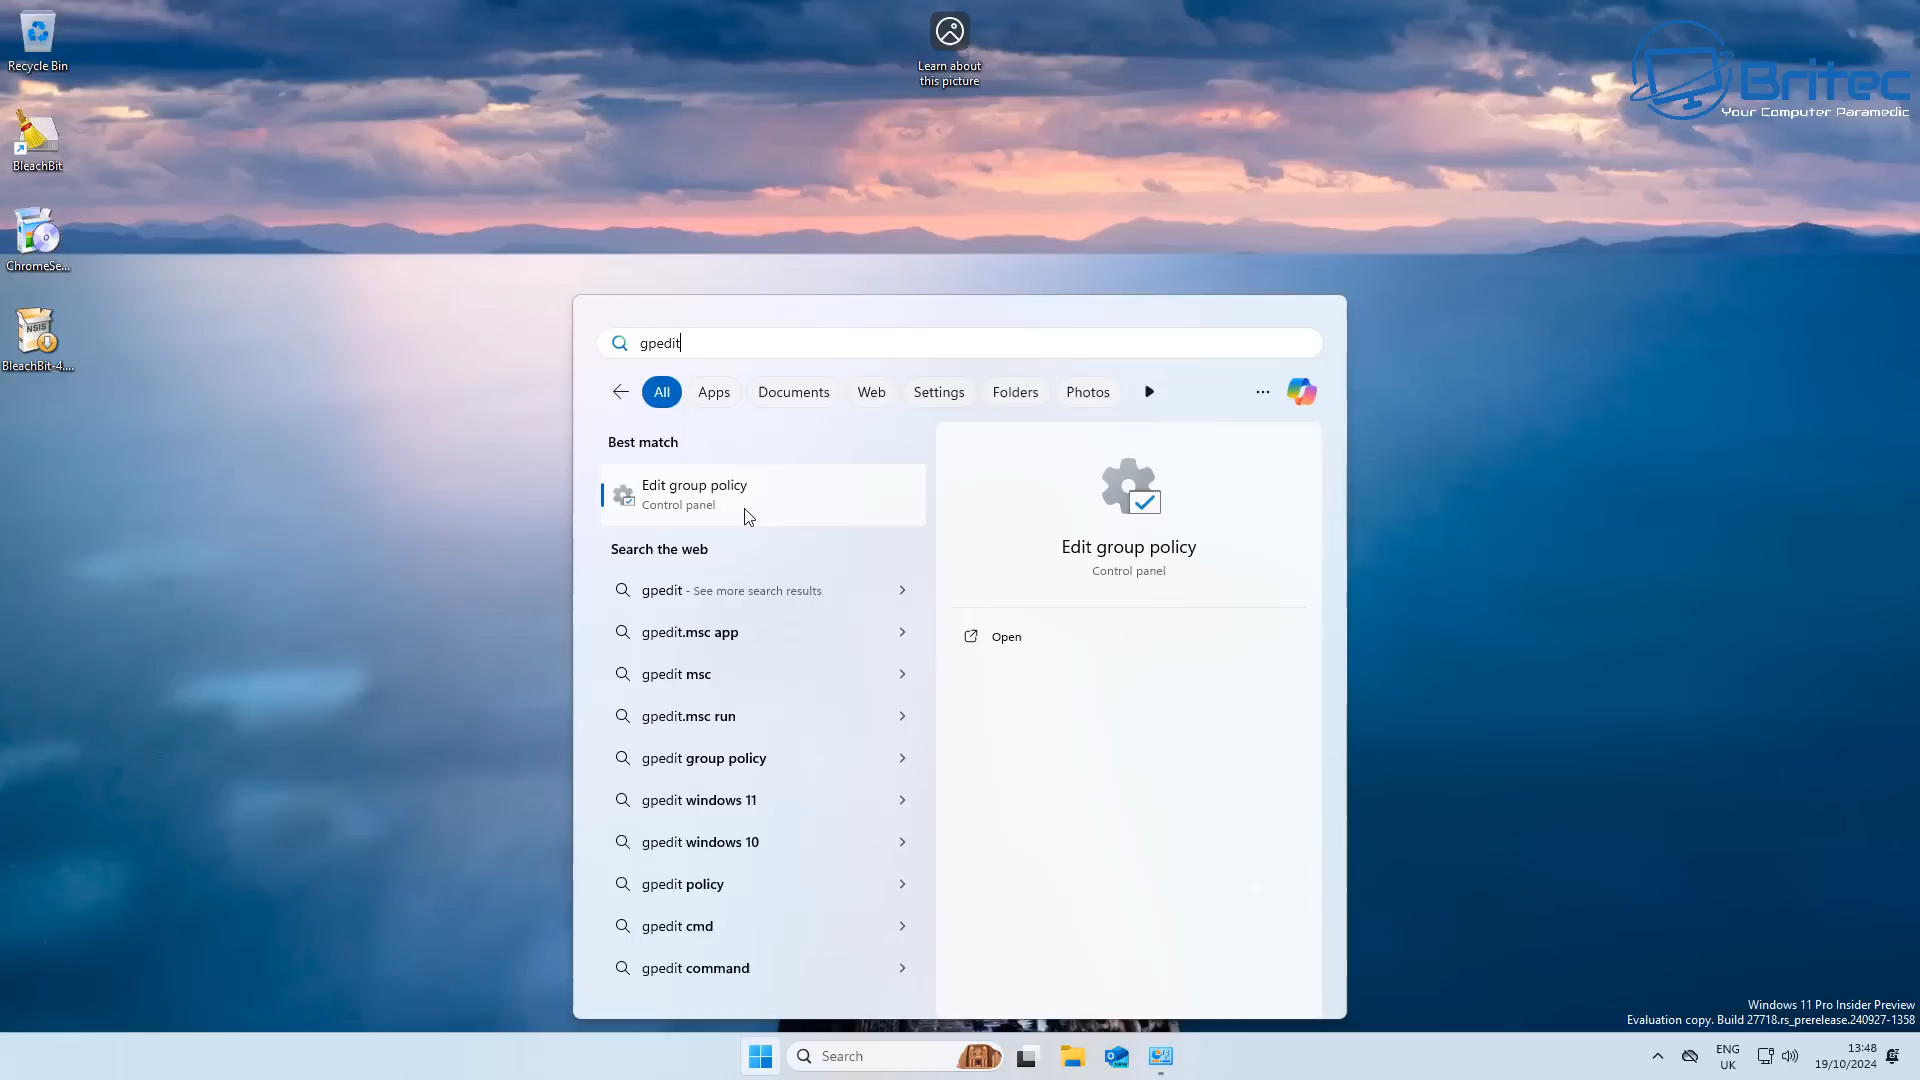 Recycle Bin
BleachBit
ChromeSe...
NSIS
BleachBit-4....
Learn about
this picture
Britec
Your Computer Paramedic
gpedit
All
Apps
Documents
Web
Settings
Folders
Photos
Best match
Edit group policy
Control panel
Search the web
gpedit - See more search results
gpedit.msc app
gpedit msc
gpedit.msc run
gpedit group policy
gpedit windows 11
gpedit windows 10
gpedit policy
gpedit cmd
gpedit command
Edit group policy
Control panel
Open
Windows 11 Pro Insider Preview
Evaluation copy. Build 27718.rs_prerelease.240927-1358
Search
NEW
ENG
UK
13:48
19/10/2024